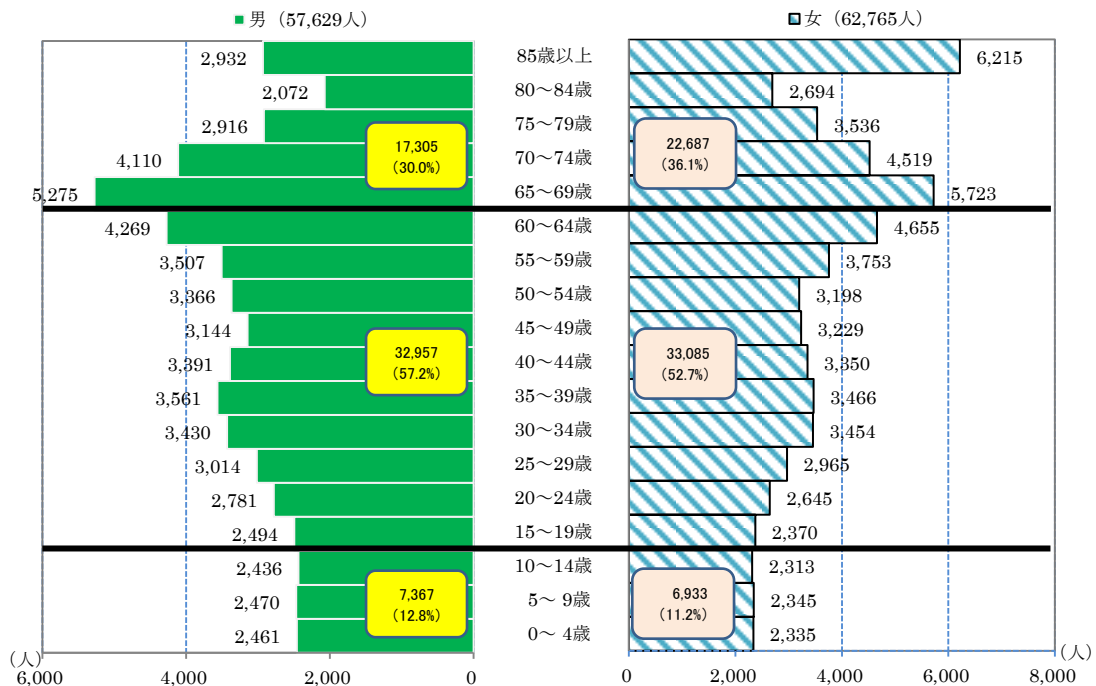 ■ 男（57,629人）
2,932
2,072
2,916
4,110
5,275
4,269
3,507
3,366
3,144
3,391
3,561
3,430
3,014
2,781
2,494
2,436
2,470
2,461
17,305
（30.0%）
32,957
（57.2%）
7,367
（12.8%）
（人）
6,000
4,000
2,000
0
85歳以上
80～84歳
75～79歳
70～74歳
65～69歳
60～64歳
55～59歳
50～54歳
45～49歳
40～44歳
35～39歳
30～34歳
25～29歳
20～24歳
15～19歳
10～14歳
5～ 9歳
0～ 4歳
女（62,765人）
6,215
2,694
3,536
4,519
5,723
4,655
3,753
3,198
3,229
3,350
3,466
3,454
2,965
2,645
2,370
2,313
2,345
2,335
22,687
（36.1%）
33,085
（52.7%）
6,933
（11.2%）
0
2,000
4,000
6,000
8,000
（人）